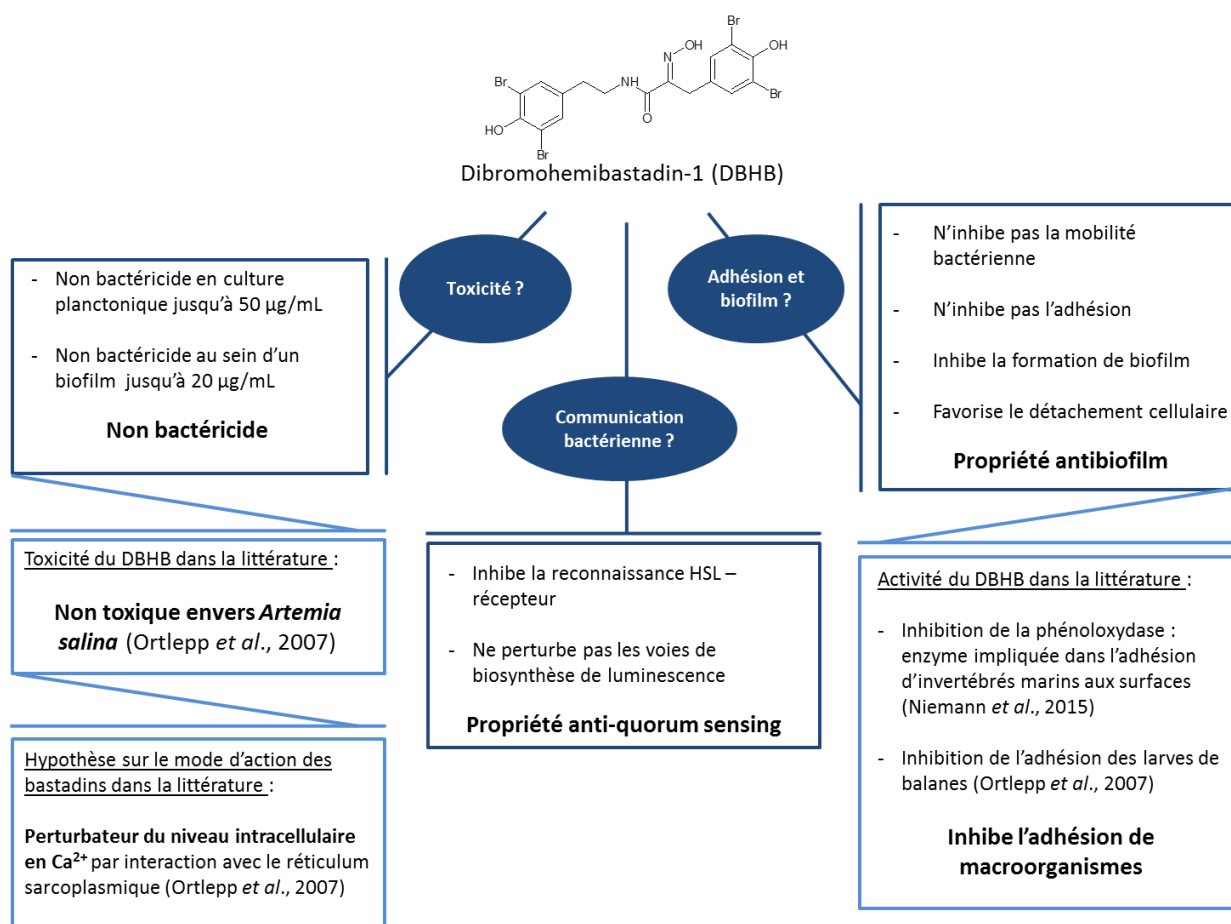 Br
N
OH
OH
Br
NH
Br
O
HO
Br
Dibromohemibastadin-1 (DBHB)
Toxicité ?
- Non bactéricide en culture
planctonique jusqu'à 50 µg/mL
- Non bactéricide au sein d'un
biofilm jusqu'à 20 µg/mL
Non bactéricide
Toxicité du DBHB dans la littérature :
Non toxique envers Artemia
salina (Ortlepp et al., 2007)
Hypothèse sur le mode d'action des
bastadins dans la littérature :
Perturbateur du niveau intracellulaire
en Ca²⁺ par interaction avec le réticulum
sarcoplasmique (Ortlepp et al., 2007)
Communication
bactérienne ?
- Inhibe la reconnaissance HSL –
récepteur
- Ne perturbe pas les voies de
biosynthèse de luminescence
Propriété anti-quorum sensing
Adhésion et
biofilm ?
- N'inhibe pas la mobilité
bactérienne
- N'inhibe pas l'adhésion
- Inhibe la formation de biofilm
- Favorise le détachement cellulaire
Propriété antibiofilm
Activité du DBHB dans la littérature :
- Inhibition de la phénoloxydase :
enzyme impliquée dans l'adhésion
d'invertébrés marins aux surfaces
(Niemann et al., 2015)
- Inhibition de l'adhésion des larves de
balanes (Ortlepp et al., 2007)
Inhibe l'adhésion de
macroorganismes